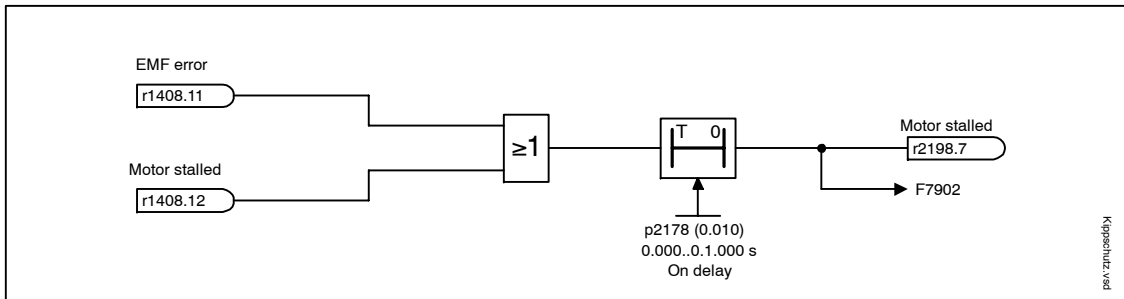 EMF error
r1408.11
Motor stalled
r1408.12
≥1
T 0
p2178 (0.010)
0.000..0.1.000 s
On delay
Motor stalled
r2198.7
F7902
Kippschutz.vsd